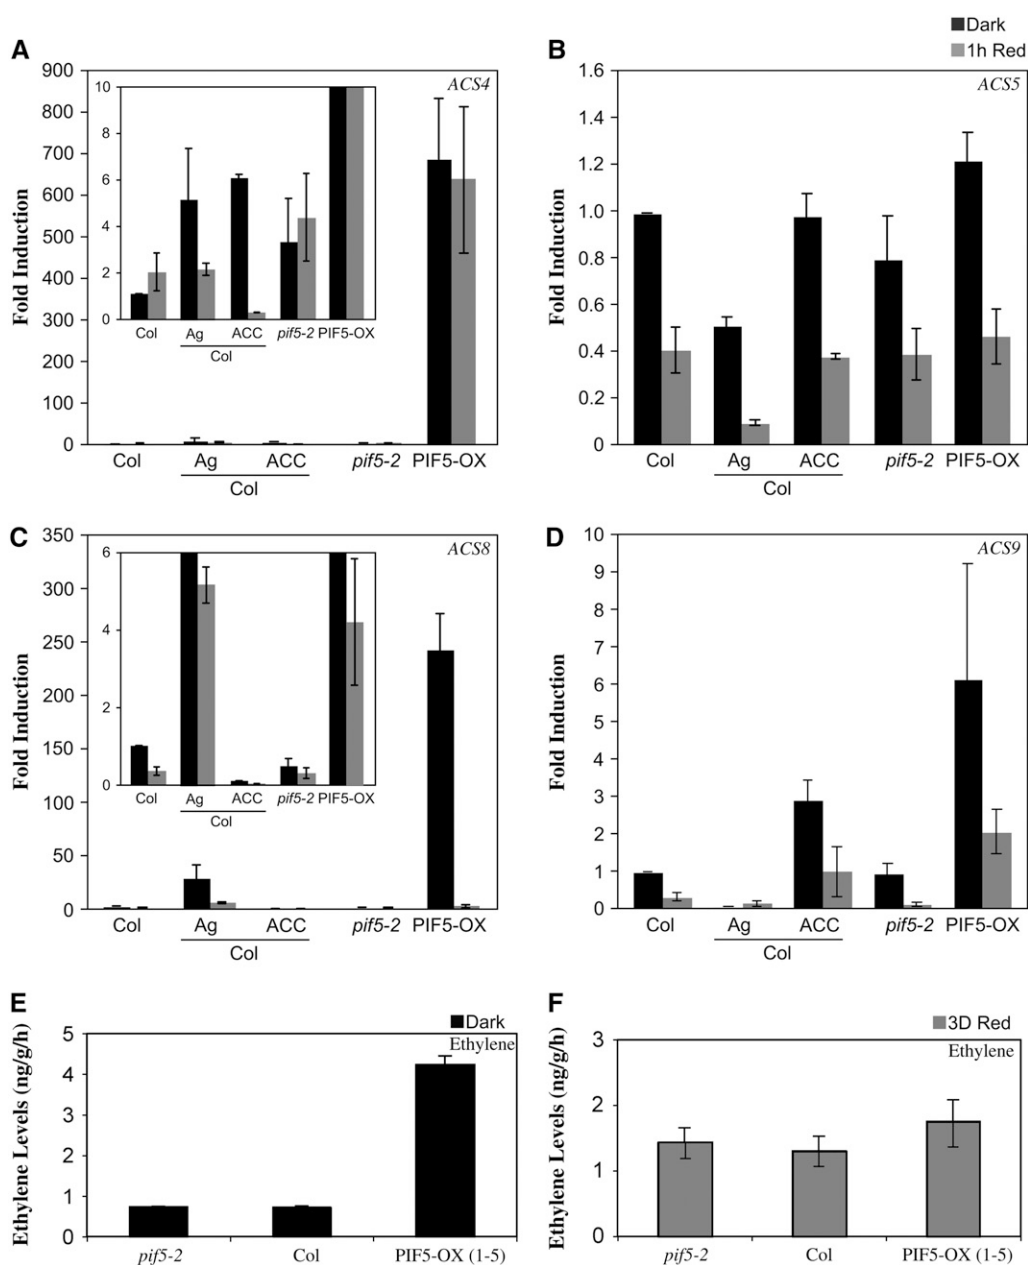 Dark
1h Red
A
900
800
700
600
500
400
300
200
100
0
Fold Induction
ACS4
10
8
6
4
2
0
Col Ag ACC pif5-2 PIF5-OX
Col
Col Ag ACC pif5-2 PIF5-OX
Col
B
1.6
1.4
1.2
1.0
0.8
0.6
0.4
0.2
0
Fold Induction
ACS5
Col Ag ACC pif5-2 PIF5-OX
Col
C
350
300
250
200
150
100
50
0
Fold Induction
ACS8
6
4
2
0
Col Ag ACC pif5-2 PIF5-OX
Col
Col Ag ACC pif5-2 PIF5-OX
Col
D
10
9
8
7
6
5
4
3
2
1
0
Fold Induction
ACS9
Col Ag ACC pif5-2 PIF5-OX
Col
E
Dark
Ethylene
5
4
3
2
1
0
Ethylene Levels (ng/g/h)
pif5-2 Col PIF5-OX (1-5)
F
3D Red
Ethylene
3
2
1
0
Ethylene Levels (ng/g/h)
pif5-2 Col PIF5-OX (1-5)